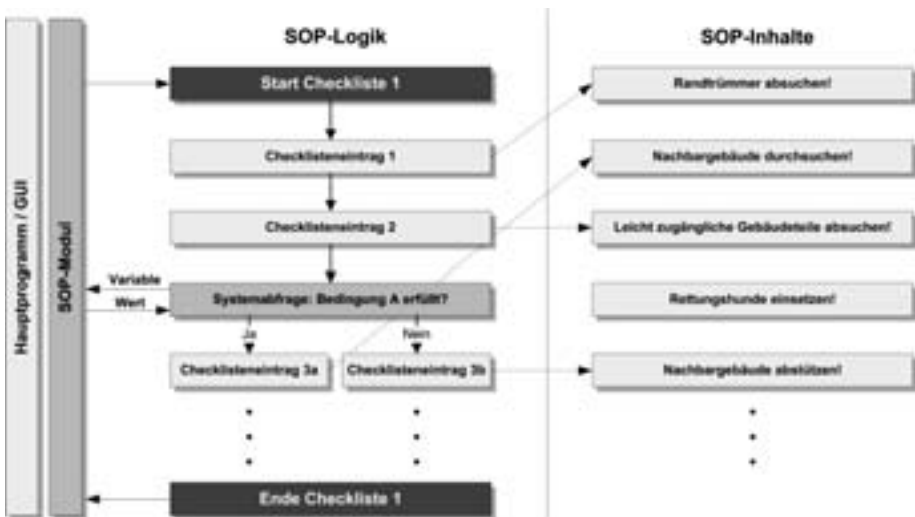 SOP-Logik
SOP-Inhalte
Hauptprogramm / GUI
SOP-Modul
Start Checkliste 1
Randtrümmer absuchen!
Checklisteneintrag 1
Nachbargebäude durchsuchen!
Checklisteneintrag 2
Leicht zugängliche Gebäudeteile absuchen!
Variable
Systemabfrage: Bedingung A erfüllt?
Wert
Rettungshunde einsetzen!
Ja
Nein
Checklisteneintrag 3a
Checklisteneintrag 3b
Nachbargebäude abstützen!
Ende Checkliste 1